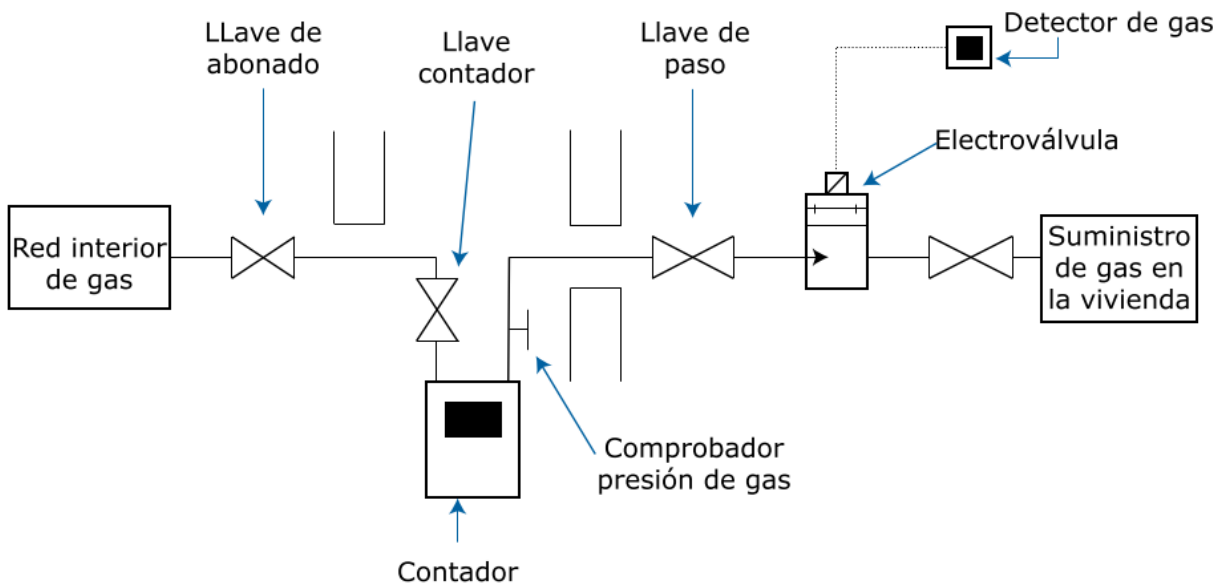 LLave de
abonado
Llave
contador
Llave de
paso
Detector de gas
Electroválvula
Red interior
de gas
Suministro
de gas en
la vivienda
Comprobador
presión de gas
Contador